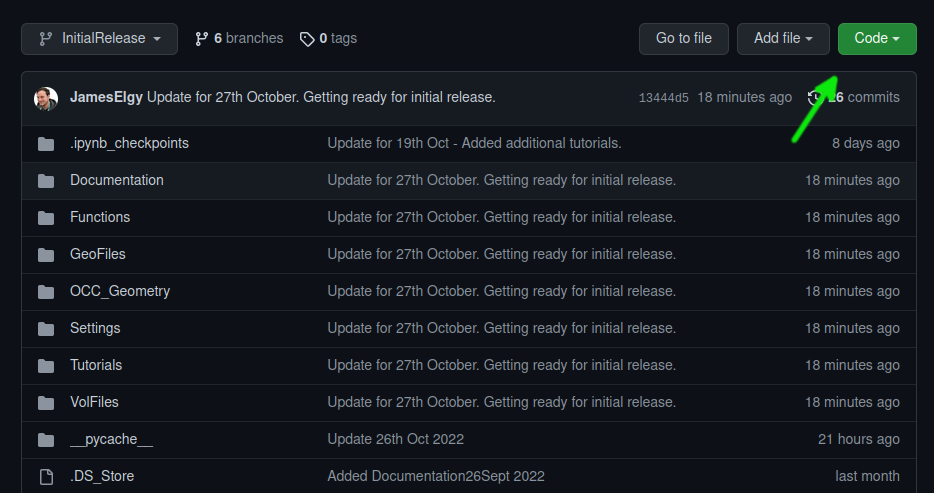 InitialRelease 6 branches 0 tags Go to file Add file Code
JamesElgy Update for 27th October. Getting ready for initial release. 13444d5 18 minutes ago commits
.ipynb_checkpoints Update for 19th Oct - Added additional tutorials. 8 days ago
Documentation Update for 27th October. Getting ready for initial release. 18 minutes ago
Functions Update for 27th October. Getting ready for initial release. 18 minutes ago
GeoFiles Update for 27th October. Getting ready for initial release. 18 minutes ago
OCC_Geometry Update for 27th October. Getting ready for initial release. 18 minutes ago
Settings Update for 27th October. Getting ready for initial release. 18 minutes ago
Tutorials Update for 27th October. Getting ready for initial release. 18 minutes ago
VolFiles Update for 27th October. Getting ready for initial release. 18 minutes ago
__pycache__ Update 26th Oct 2022 21 hours ago
.DS_Store Added Documentation26Sept 2022 last month